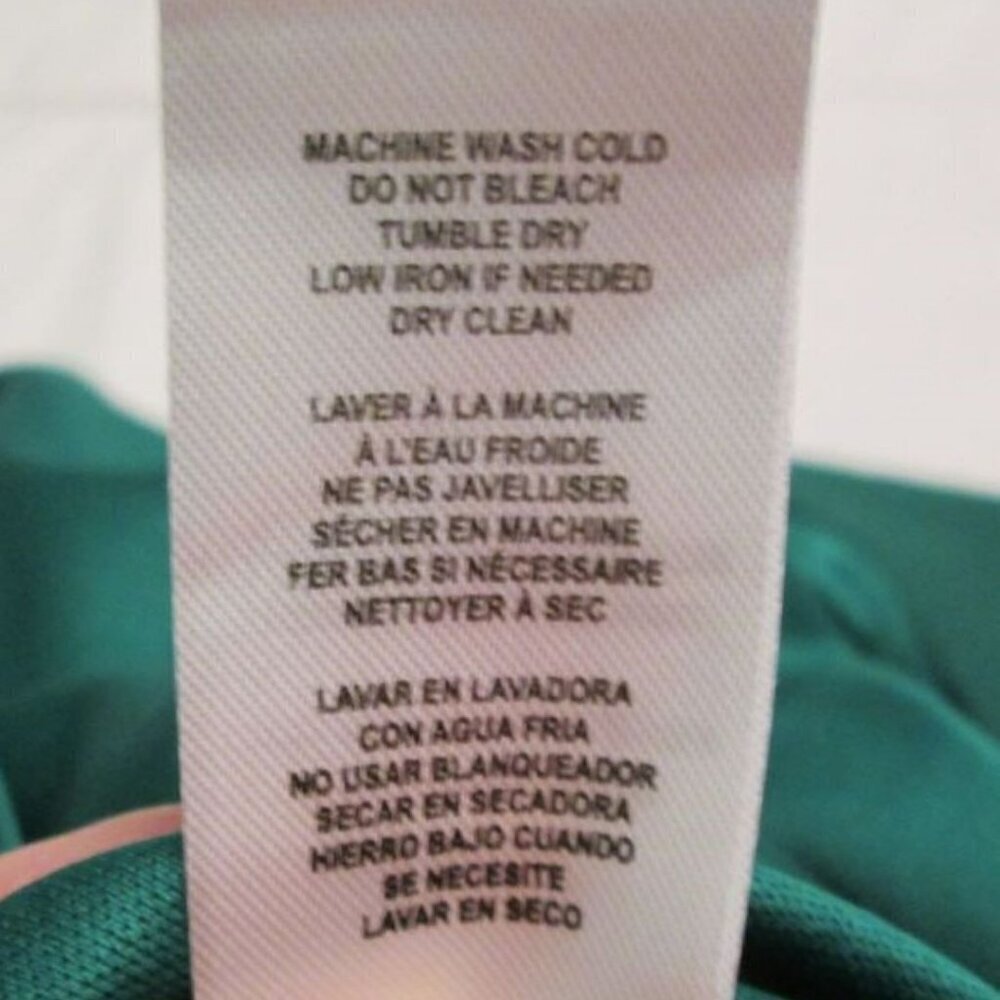 MACHINE WASH COLD
DO NOT BLEACH
TUMBLE DRY
LOW IRON IF NEEDED
DRY CLEAN
LAVER À LA MACHINE
À L'EAU FROIDE
NE PAS JAVELLISER
SÉCHER EN MACHINE
FER BAS SI NÉCESSAIRE
NETTOYER À SEC
LAVAR EN LAVADORA
CON AGUA FRIA
NO USAR BLANQUEADOR
SECAR EN SECADORA
HIERRO BAJO CUANDO
SE NECESITE
LAVAR EN SECO